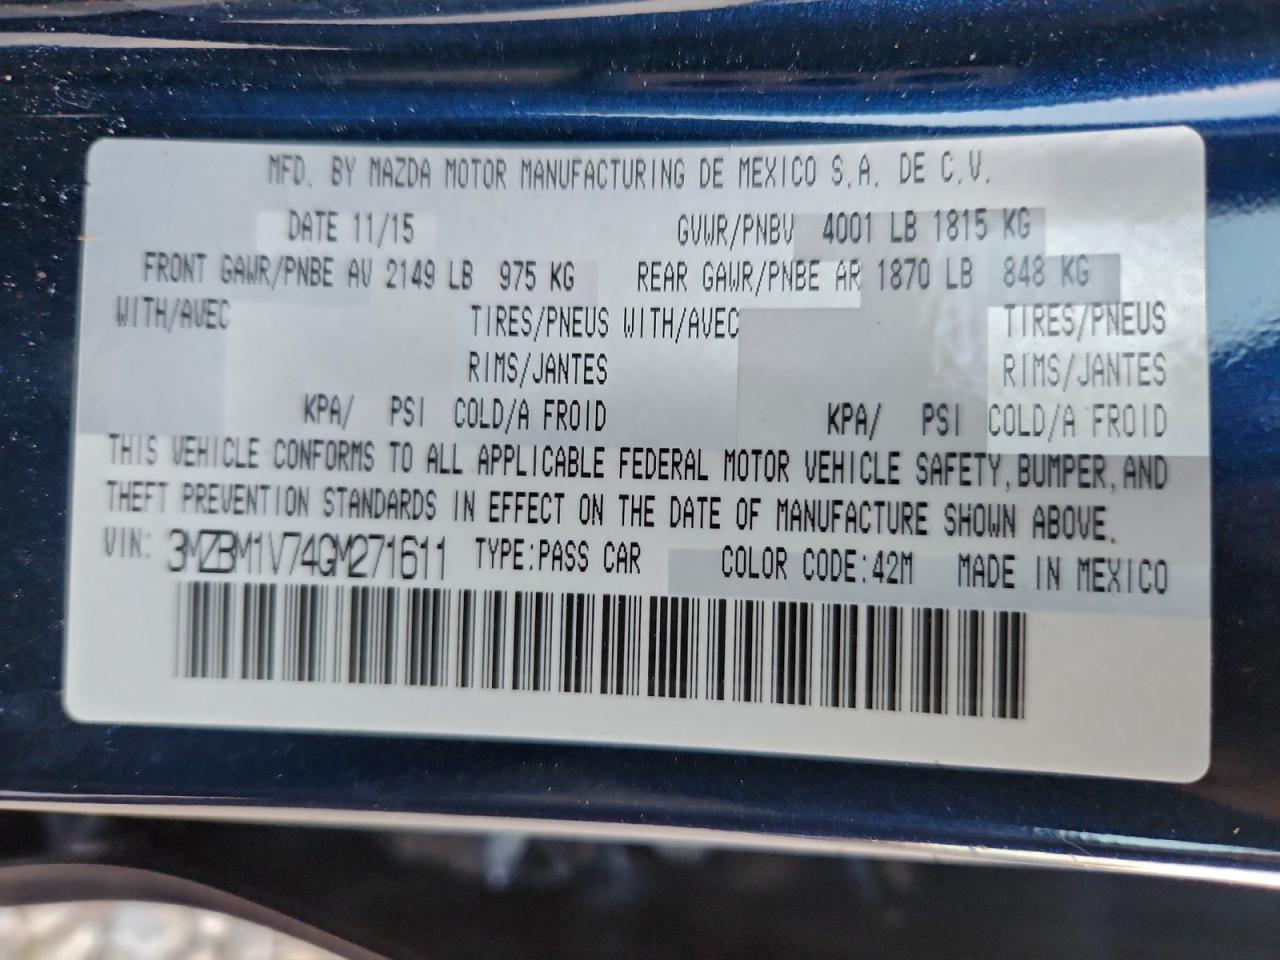 MFD. BY MAZDA MOTOR MANUFACTURING DE MEXICO S.A. DE C.V.
DATE 11/15 GVWR/PNBV 4001 LB 1815 KG
FRONT GAWR/PNBE AV 2149 LB 975 KG REAR GAWR/PNBE AR 1870 LB 848 KG
WITH/AVEC TIRES/PNEUS WITH/AVEC TIRES/PNEUS
RIMS/JANTES RIMS/JANTES
KPA/ PSI COLD/A FROID KPA/ PSI COLD/A FROID
THIS VEHICLE CONFORMS TO ALL APPLICABLE FEDERAL MOTOR VEHICLE SAFETY, BUMPER, AND
THEFT PREVENTION STANDARDS IN EFFECT ON THE DATE OF MANUFACTURE SHOWN ABOVE.
VIN: 3MZBM1V74GM271611 TYPE:PASS CAR COLOR CODE:42M MADE IN MEXICO